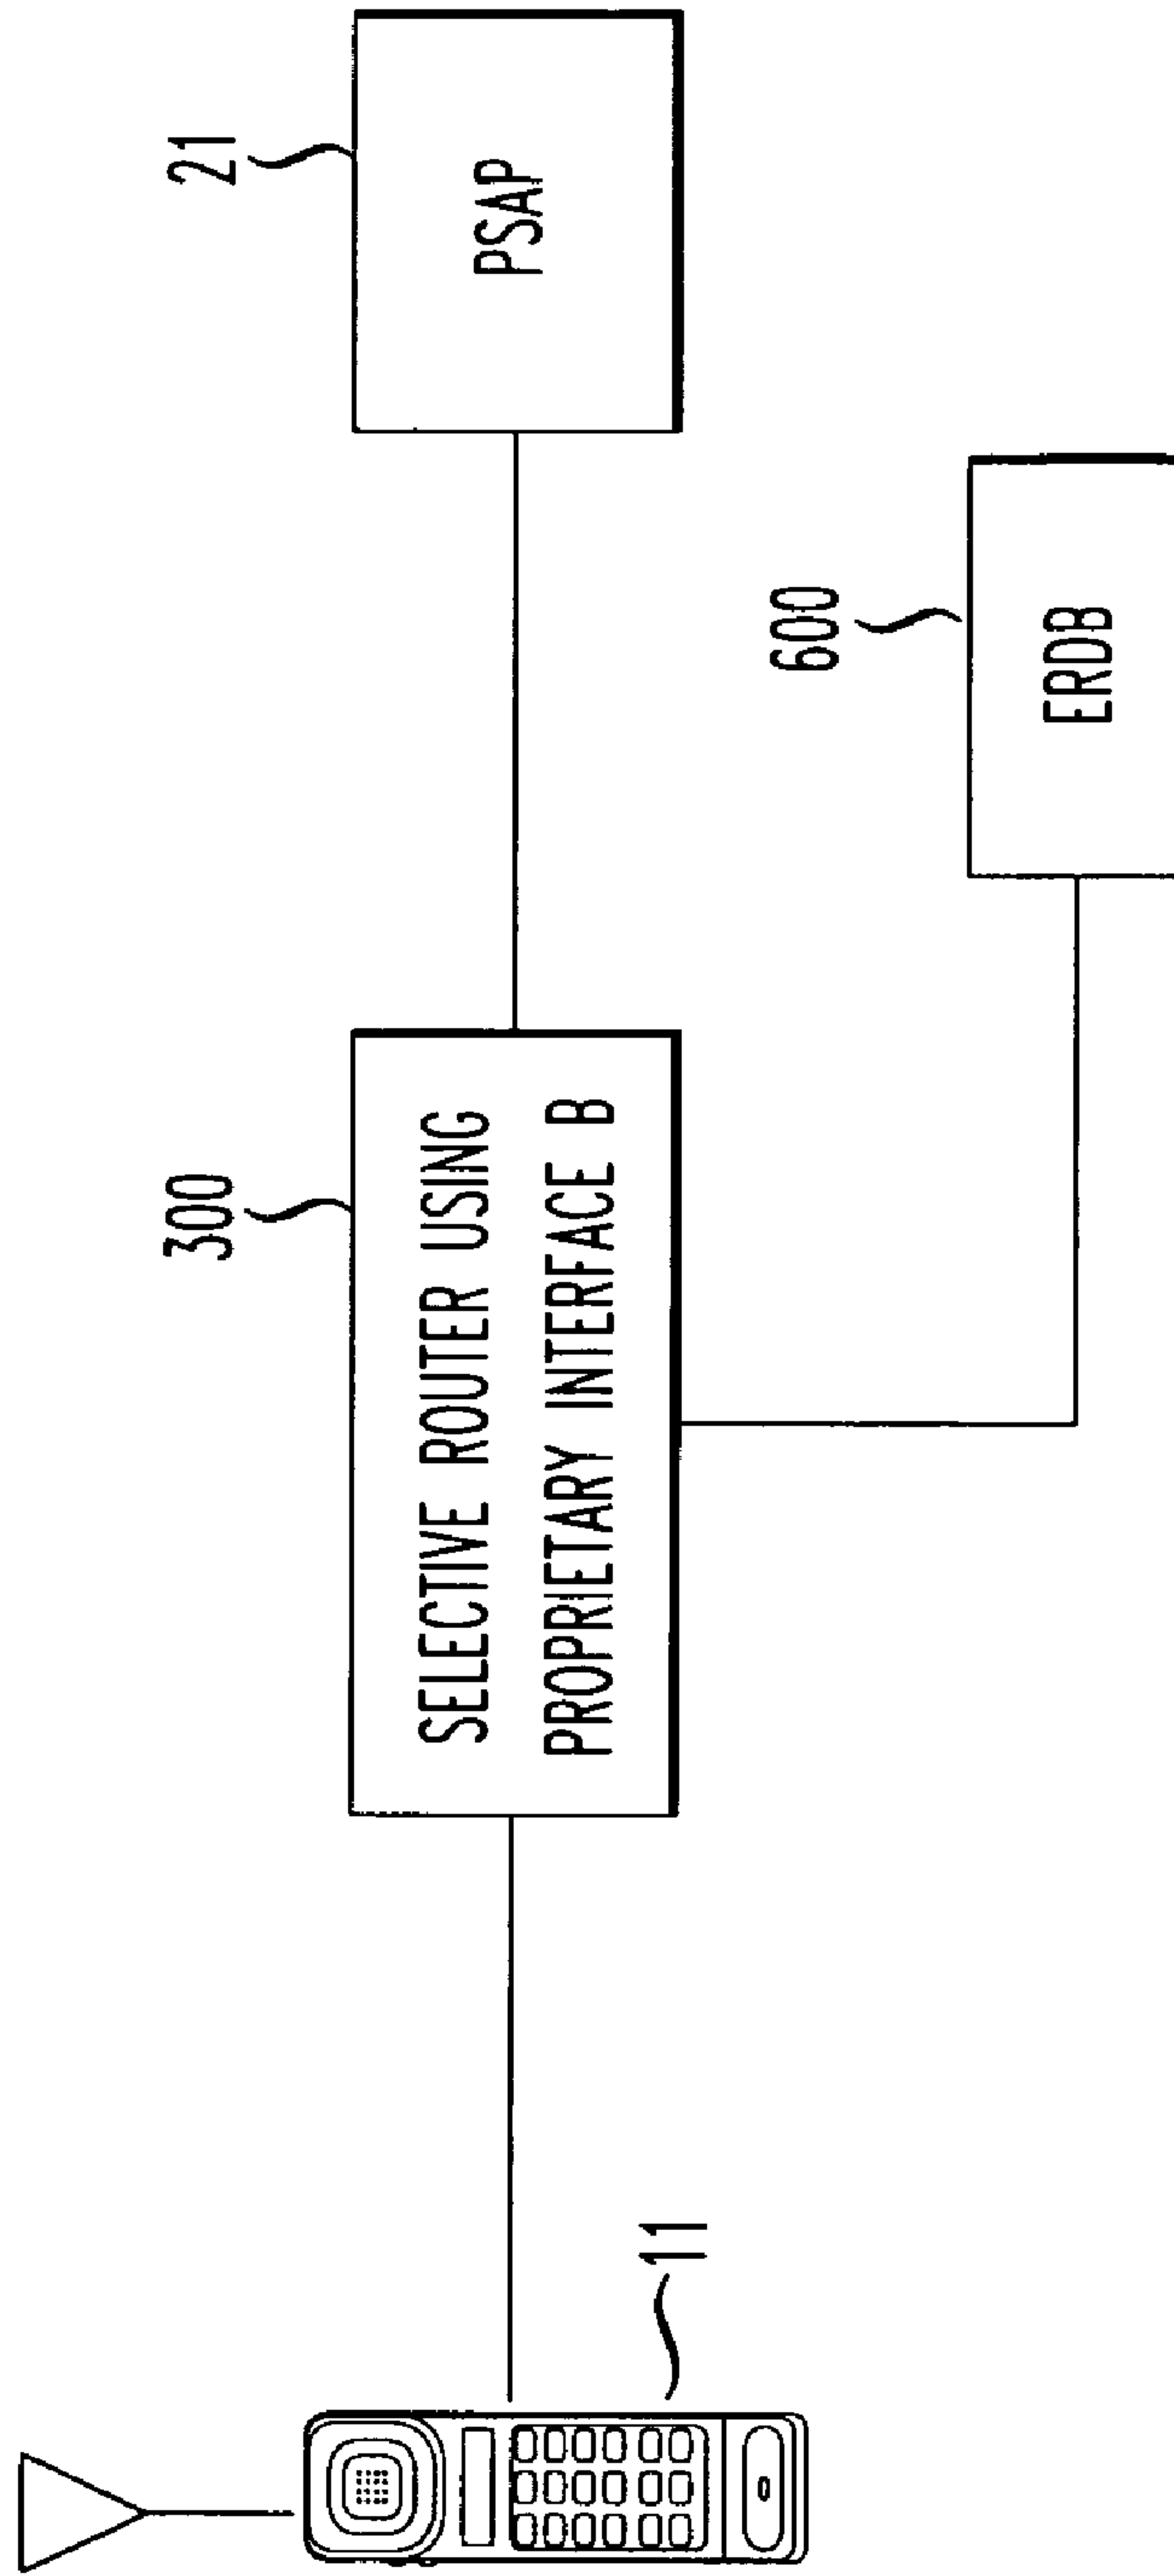 21
PSAP
300
SELECTIVE ROUTER USING
PROPRIETARY INTERFACE B
600
ERDB
11